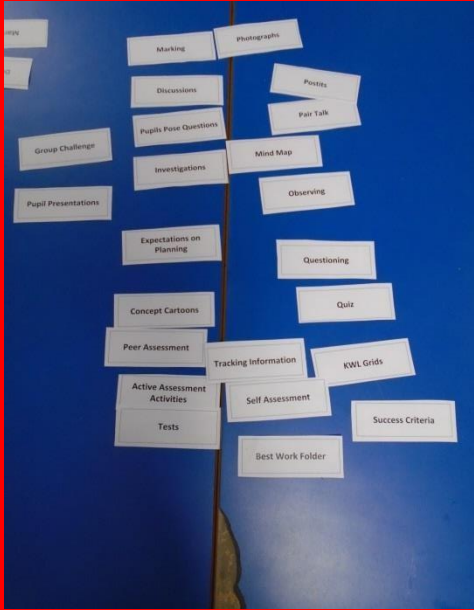 Photographs
Marking
Discussions
Postits
Pair Talk
Pupils Pose Questions
Group Challenge
Mind Map
Investigations
Observing
Pupil Presentations
Expectations on
Planning
Questioning
Concept Cartoons
Quiz
Peer Assessment
Tracking Information
KWL Grids
Active Assessment
Activities
Self Assessment
Tests
Success Criteria
Best Work Folder